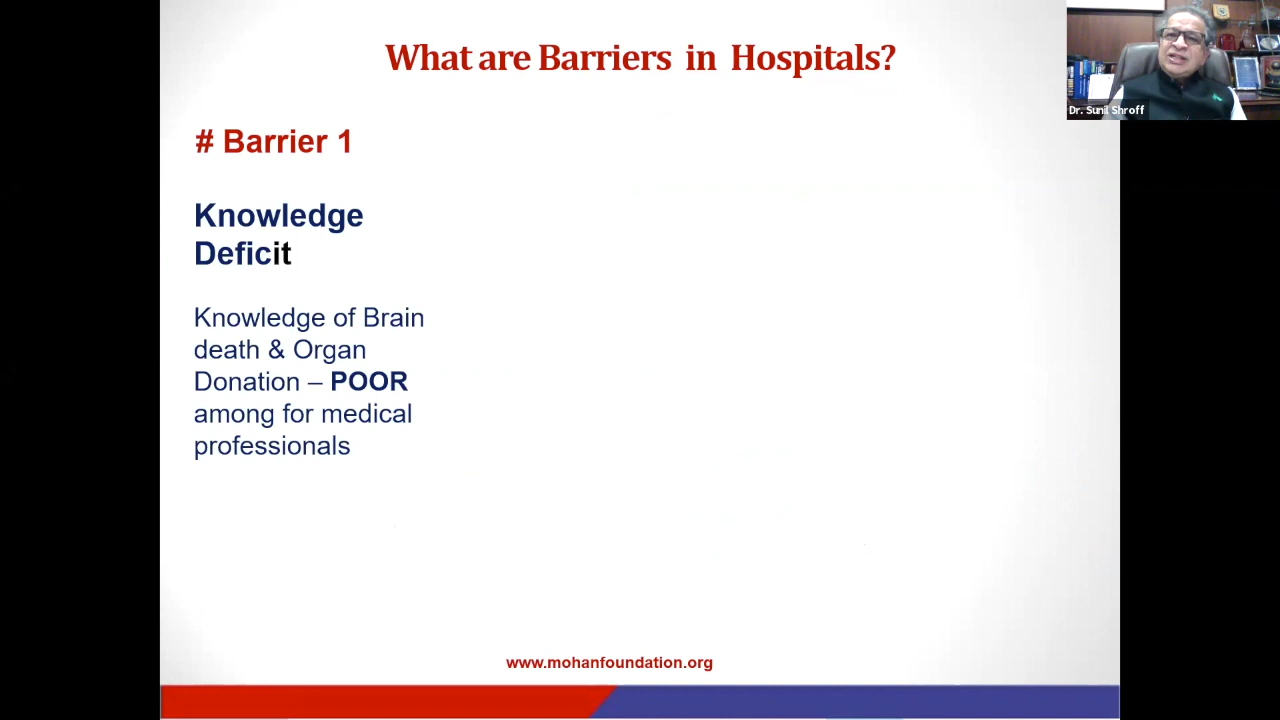 What are Barriers in Hospitals?
Dr. Sunil Shroff
# Barrier 1
Knowledge
Deficit
Knowledge of Brain
death & Organ
Donation – POOR
among for medical
professionals
www.mohanfoundation.org